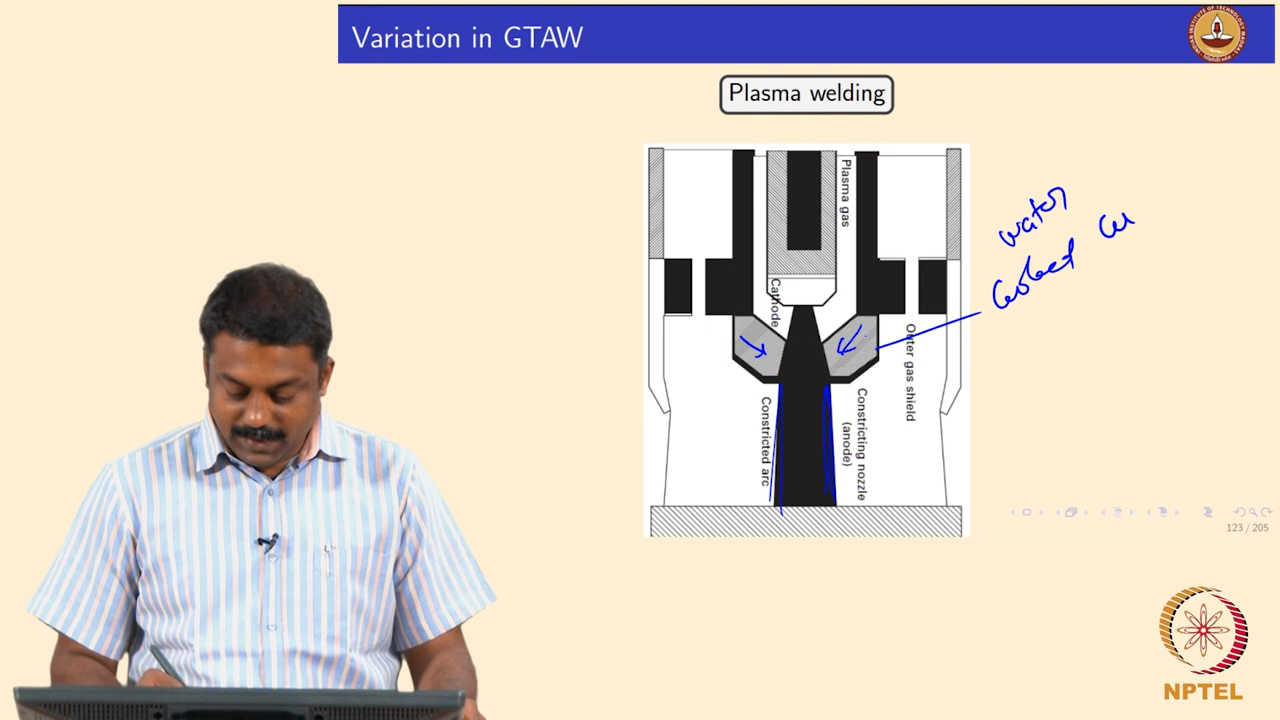 Variation in GTAW
Plasma welding
Plasma gas
Cathode
Outer gas shield
Constricting nozzle
(anode)
Constricted arc
water
Cu
123 / 205
NPTEL